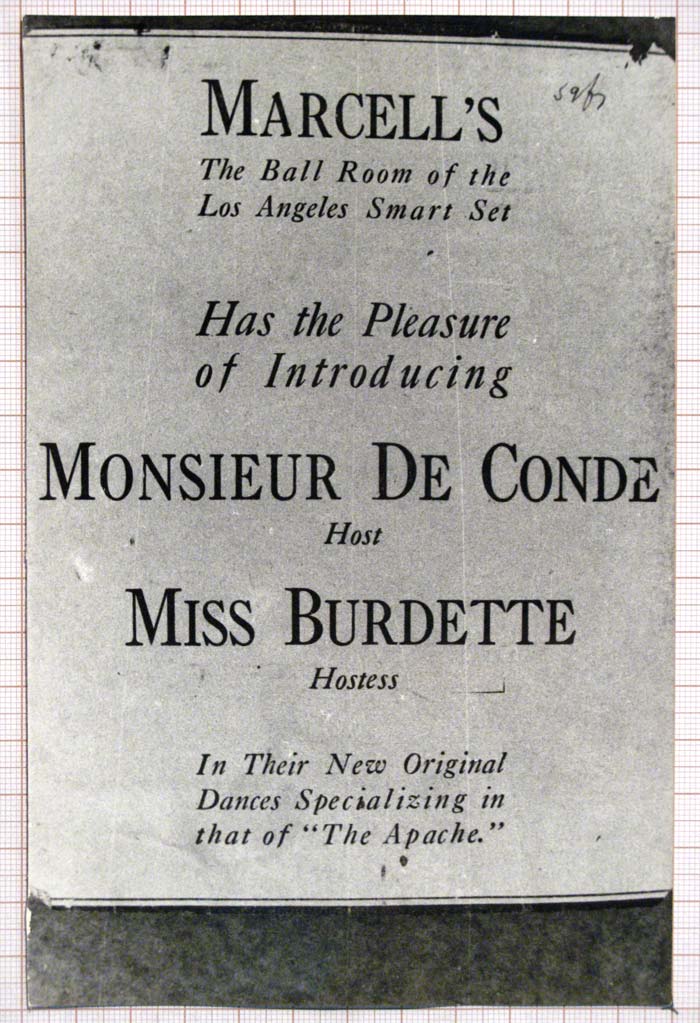 MARCELL'S
The Ball Room of the
Los Angeles Smart Set
Has the Pleasure
of Introducing
MONSIEUR DE CONDE
Host
MISS BURDETTE
Hostess
In Their New Original
Dances Specializing in
that of "The Apache."